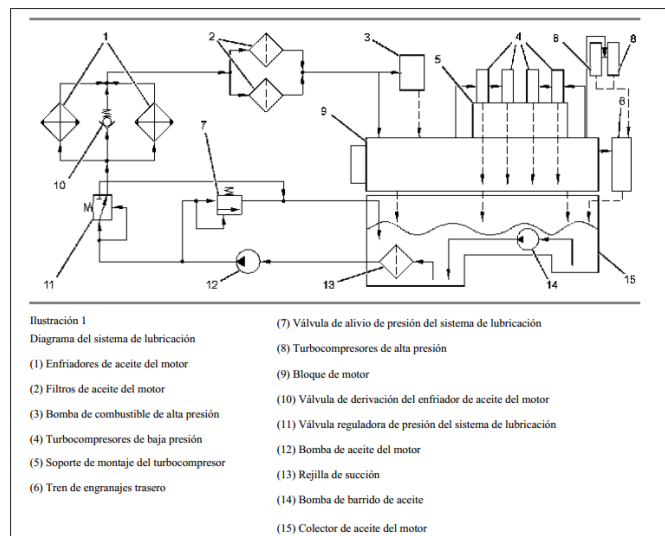 1
2
3
4
5
8
8
9
7
6
10
11
12
13
14
15
Ilustración 1
Diagrama del sistema de lubricación
(1) Enfriadores de aceite del motor
(2) Filtros de aceite del motor
(3) Bomba de combustible de alta presión
(4) Turbocompresores de baja presión
(5) Soporte de montaje del turbocompresor
(6) Tren de engranajes trasero
(7) Válvula de alivio de presión del sistema de lubricación
(8) Turbocompresores de alta presión
(9) Bloque de motor
(10) Válvula de derivación del enfriador de aceite del motor
(11) Válvula reguladora de presión del sistema de lubricación
(12) Bomba de aceite del motor
(13) Rejilla de succión
(14) Bomba de barrido de aceite
(15) Colector de aceite del motor